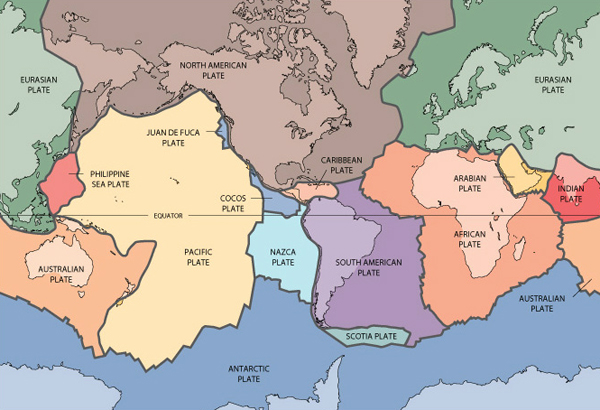 NORTH AMERICAN
PLATE
EURASIAN
PLATE
EURASIAN
PLATE
JUAN DE FUCA
PLATE
CARIBBEAN
PLATE
PHILIPPINE
SEA PLATE
ARABIAN
PLATE
INDIAN
PLATE
COCOS
PLATE
EQUATOR
AFRICAN
PLATE
PACIFIC
PLATE
NAZCA
PLATE
SOUTH AMERICAN
PLATE
AUSTRALIAN
PLATE
AUSTRALIAN
PLATE
SCOTIA PLATE
ANTARCTIC
PLATE